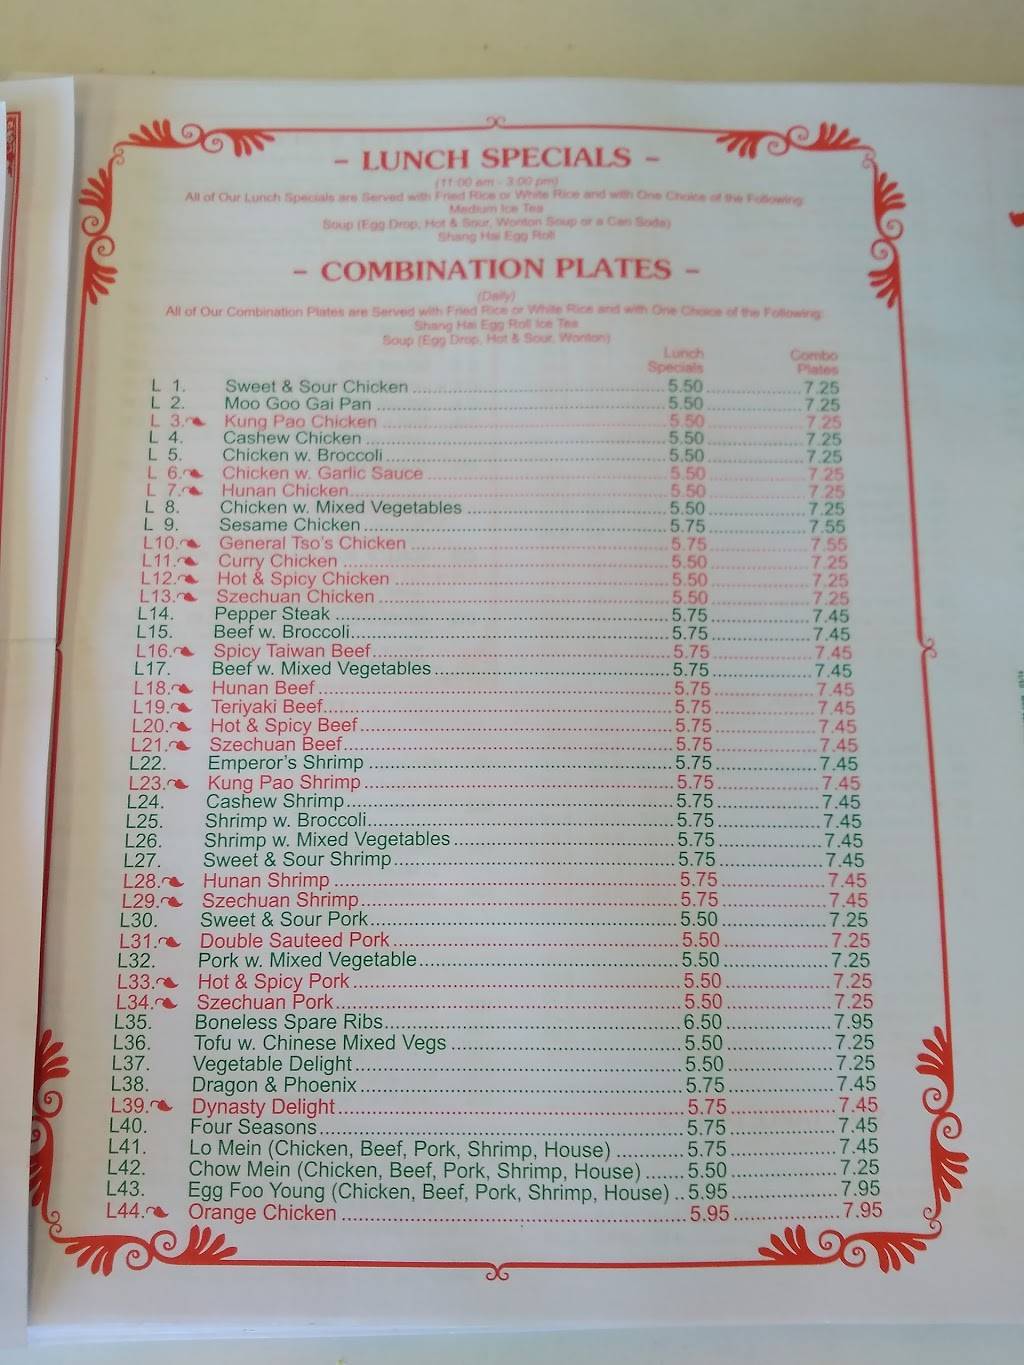 - LUNCH SPECIALS -
(11:00 am - 3:00 pm)
All of Our Lunch Specials are Served with Fried Rice or White Rice and with One Choice of the Following:
Medium Ice Tea
Soup (Egg Drop, Hot & Sour, Wonton Soup or a Can Soda)
Shang Hai Egg Roll
- COMBINATION PLATES -
(Daily)
All of Our Combination Plates are Served with Fried Rice or White Rice and with One Choice of the Following:
Shang Hai Egg Roll Ice Tea
Soup (Egg Drop, Hot & Sour, Wonton)
Lunch Specials Combo Plates
L 1. Sweet & Sour Chicken 5.50 7.25
L 2. Moo Goo Gai Pan 5.50 7.25
L 3. Kung Pao Chicken 5.50 7.25
L 4. Cashew Chicken 5.50 7.25
L 5. Chicken w. Broccoli 5.50 7.25
L 6. Chicken w. Garlic Sauce 5.50 7.25
L 7. Hunan Chicken 5.50 7.25
L 8. Chicken w. Mixed Vegetables 5.50 7.25
L 9. Sesame Chicken 5.75 7.55
L10. General Tso's Chicken 5.75 7.55
L11. Curry Chicken 5.50 7.25
L12. Hot & Spicy Chicken 5.50 7.25
L13. Szechuan Chicken 5.50 7.25
L14. Pepper Steak 5.75 7.45
L15. Beef w. Broccoli 5.75 7.45
L16. Spicy Taiwan Beef 5.75 7.45
L17. Beef w. Mixed Vegetables 5.75 7.45
L18. Hunan Beef 5.75 7.45
L19. Teriyaki Beef 5.75 7.45
L20. Hot & Spicy Beef 5.75 7.45
L21. Szechuan Beef 5.75 7.45
L22. Emperor's Shrimp 5.75 7.45
L23. Kung Pao Shrimp 5.75 7.45
L24. Cashew Shrimp 5.75 7.45
L25. Shrimp w. Broccoli 5.75 7.45
L26. Shrimp w. Mixed Vegetables 5.75 7.45
L27. Sweet & Sour Shrimp 5.75 7.45
L28. Hunan Shrimp 5.75 7.45
L29. Szechuan Shrimp 5.75 7.45
L30. Sweet & Sour Pork 5.50 7.25
L31. Double Sauteed Pork 5.50 7.25
L32. Pork w. Mixed Vegetable 5.50 7.25
L33. Hot & Spicy Pork 5.50 7.25
L34. Szechuan Pork 5.50 7.25
L35. Boneless Spare Ribs 6.50 7.95
L36. Tofu w. Chinese Mixed Vegs 5.50 7.25
L37. Vegetable Delight 5.50 7.25
L38. Dragon & Phoenix 5.75 7.45
L39. Dynasty Delight 5.75 7.45
L40. Four Seasons 5.75 7.45
L41. Lo Mein (Chicken, Beef, Pork, Shrimp, House) 5.75 7.45
L42. Chow Mein (Chicken, Beef, Pork, Shrimp, House) 5.50 7.25
L43. Egg Foo Young (Chicken, Beef, Pork, Shrimp, House) 5.95 7.95
L44. Orange Chicken 5.95 7.95